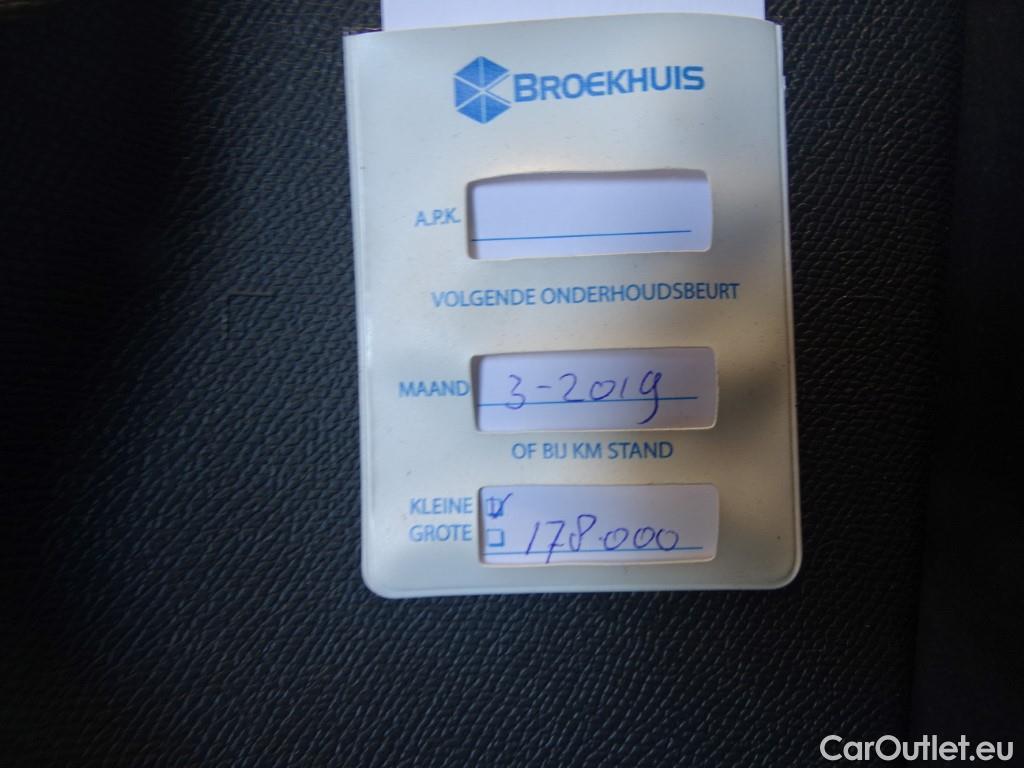 BROEKHUIS
A.P.K.
VOLGENDE ONDERHOUDSBEURT
MAAND 3-2019
OF BIJ KM STAND
KLEINE
GROTE 178.000
CarOutlet.eu